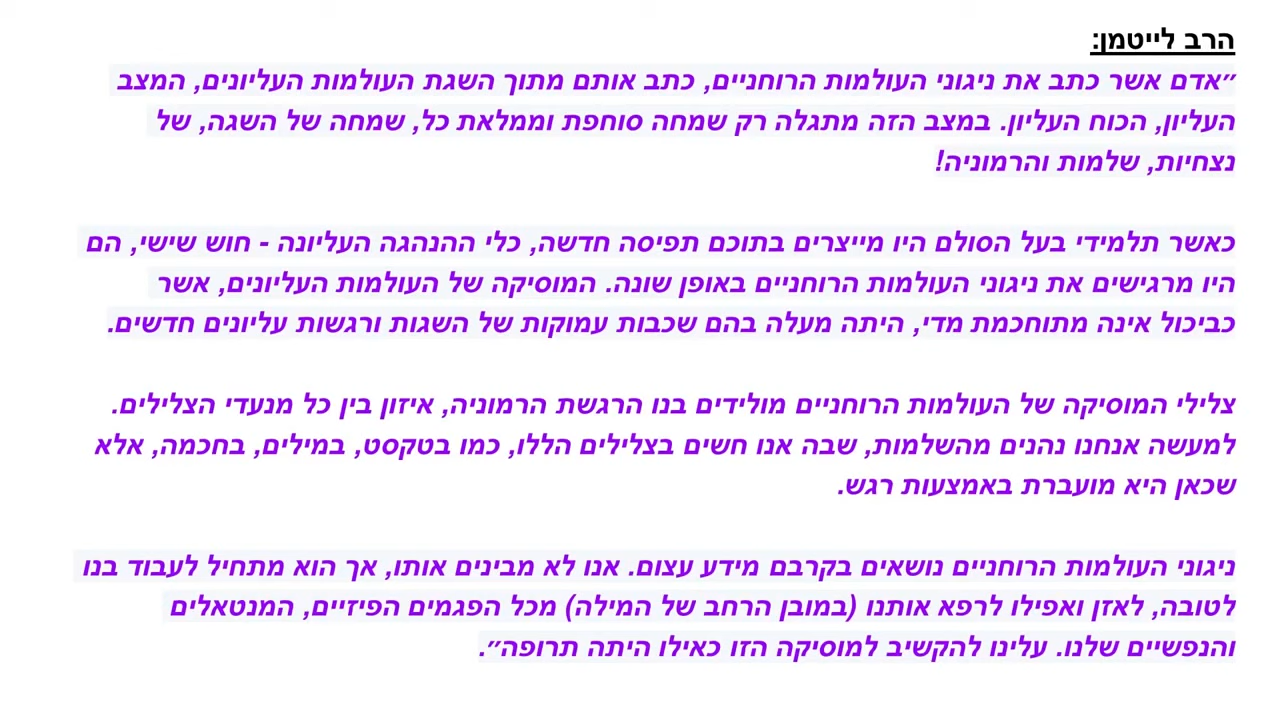 הרב לייטמן:
״אדם אשר כתב את ניגוני העולמות הרוחניים, כתב אותם מתוך השגת העולמות העליונים, המצב
העליון, הכוח העליון. במצב הזה מתגלה רק שמחה סוחפת וממלאת כל, שמחה של השגה, של
נצחיות, שלמות והרמוניה!
כאשר תלמידי בעל הסולם היו מייצרים בתוכם תפיסה חדשה, כלי ההנהגה העליונה - חוש שישי, הם
היו מרגישים את ניגוני העולמות הרוחניים באופן שונה. המוסיקה של העולמות העליונים, אשר
כביכול אינה מתוחכמת מדי, היתה מעלה בהם שכבות עמוקות של השגות ורגשות עליונים חדשים.
צלילי המוסיקה של העולמות הרוחניים מולידים בנו הרגשת הרמוניה, איזון בין כל מנעדי הצלילים.
למעשה אנחנו נהנים מהשלמות, שבה אנו חשים בצלילים הללו, כמו בטקסט, במילים, בחכמה, אלא
שכאן היא מועברת באמצעות רגש.
ניגוני העולמות הרוחניים נושאים בקרבם מידע עצום. אנו לא מבינים אותו, אך הוא מתחיל לעבוד בנו
לטובה, לאזן ואפילו לרפא אותנו (במובן הרחב של המילה) מכל הפגמים הפיזיים, המנטאלים
והנפשיים שלנו. עלינו להקשיב למוסיקה הזו כאילו היתה תרופה״.